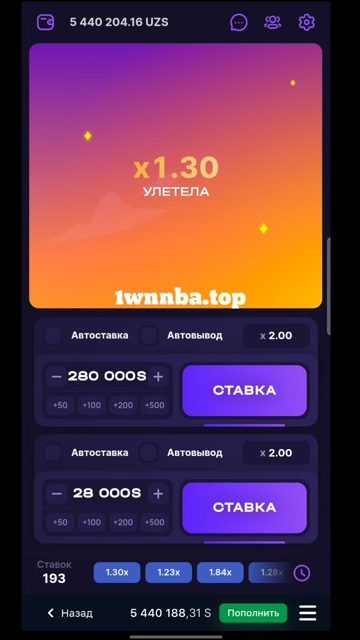 5 440 204.16 UZS
x1.30
УЛЕТЕЛА
1wnnba.top
Автоставка Автовывод x 2.00
− 280 000S +
СТАВКА
+50 +100 +200 +500
Автоставка Автовывод x 2.00
− 28 000S +
СТАВКА
+50 +100 +200 +500
Ставок
193
1.30x 1.23x 1.84x 1.28x
Назад 5 440 188,31 S Пополнить